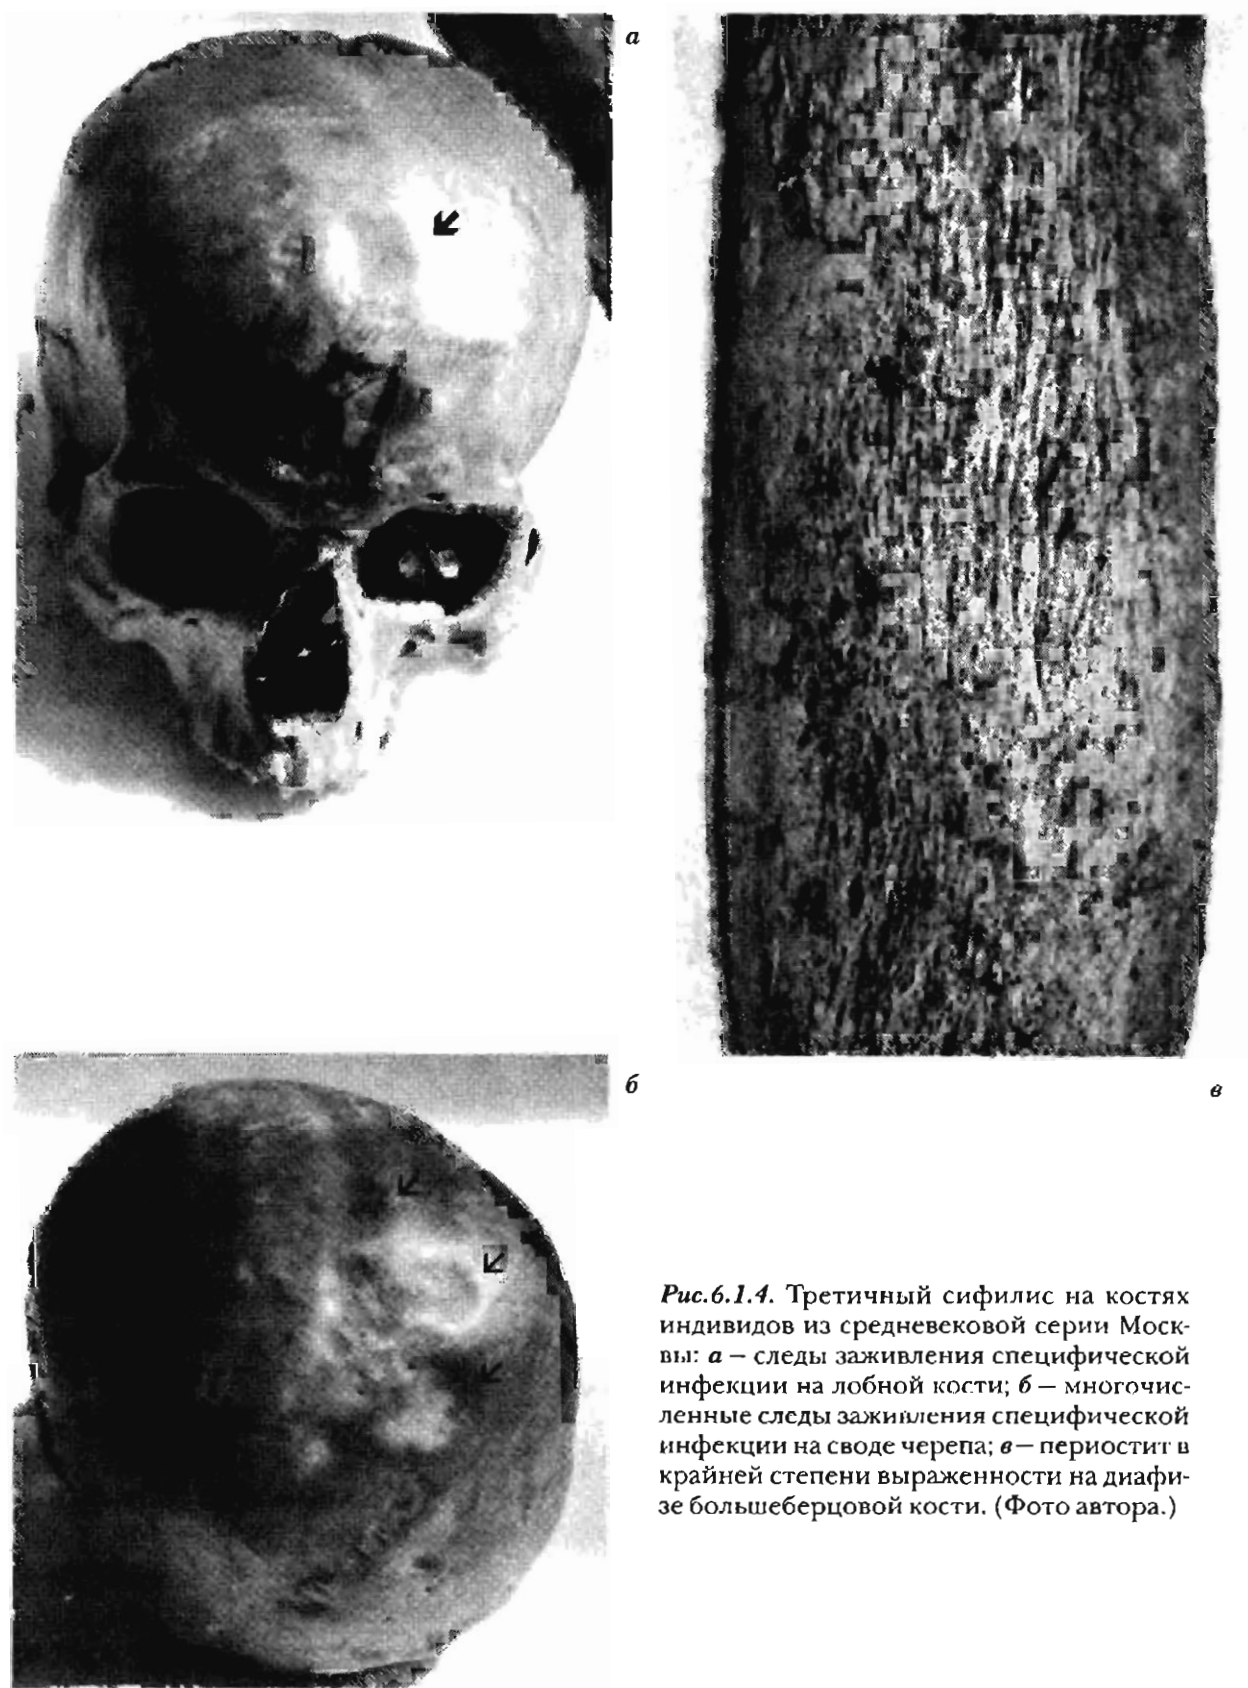 а
б
в
Рис.6.1.4. Третичный сифилис на костях
индивидов из средневековой серии Моск-
вы: а – следы заживления специфической
инфекции на лобной кости; б – многочис-
ленные следы заживления специфической
инфекции на своде черепа; в – периостит в
крайней степени выраженности на диафи-
зе большеберцовой кости. (Фото автора.)